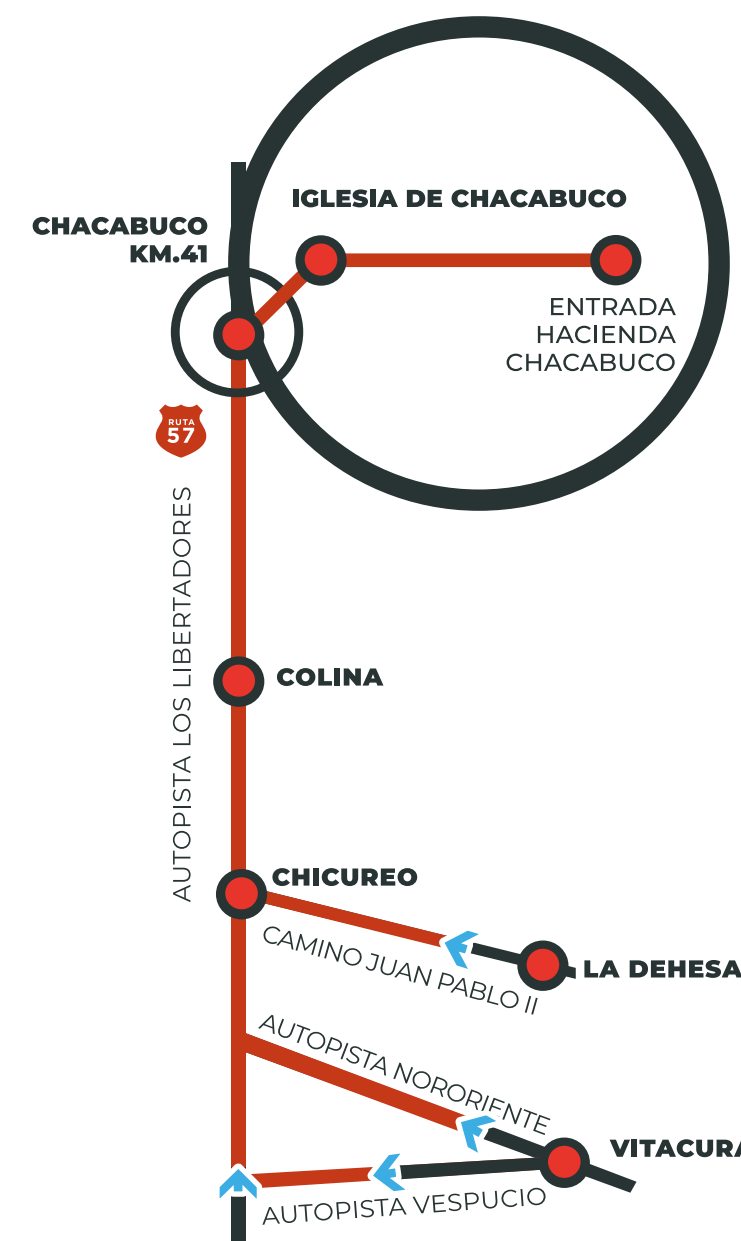 IGLESIA DE CHACABUCO
CHACABUCO
KM.41
ENTRADA
HACIENDA
CHACABUCO
RUTA
57
AUTOPISTA LOS LIBERTADORES
COLINA
CHICUREO
CAMINO JUAN PABLO II
LA DEHESA
AUTOPISTA NORORIENTE
VITACURA
AUTOPISTA VESPUCIO